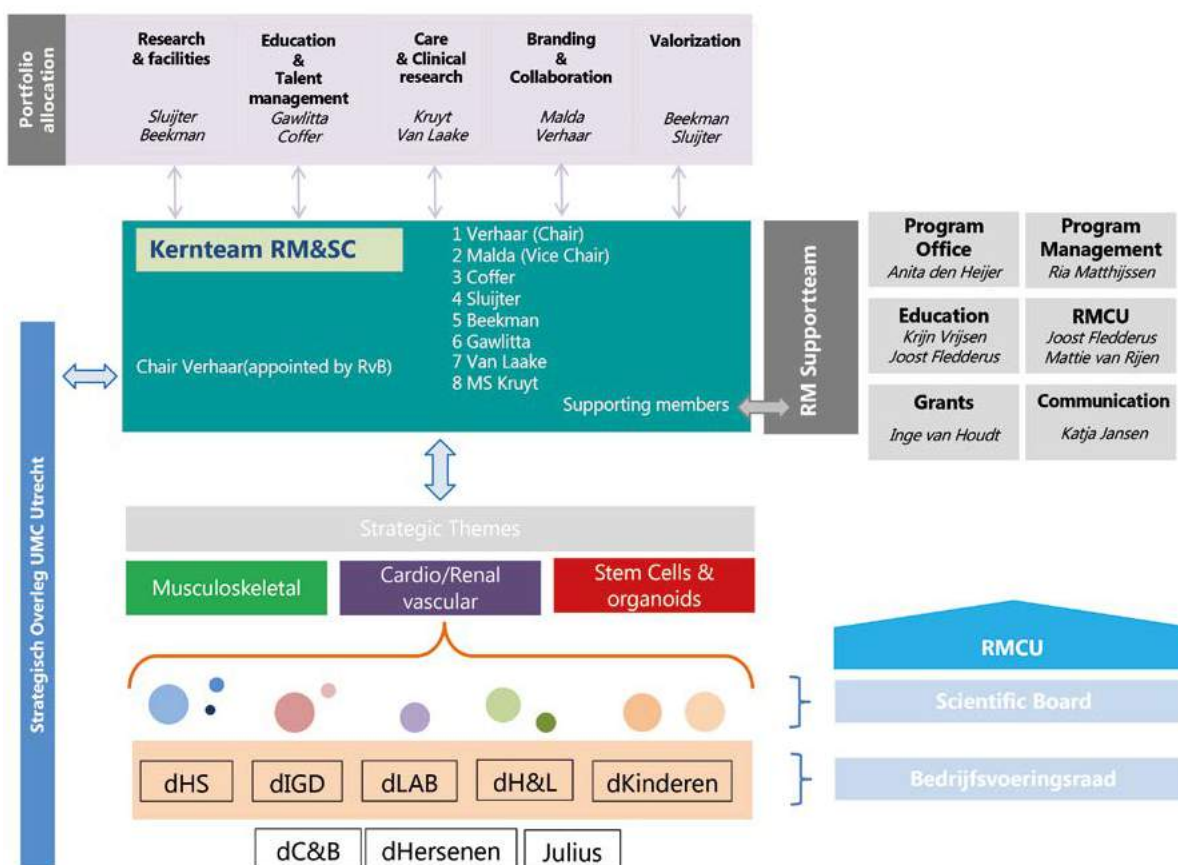 Portfolio
allocation
Research
& facilities
Sluijter
Beekman
Education
&
Talent
management
Gawlitta
Coffer
Care
& Clinical
research
Kruyt
Van Laake
Branding
&
Collaboration
Malda
Verhaar
Valorization
Beekman
Sluijter
Kernteam RM&SC
Chair Verhaar(appointed by RvB)
1 Verhaar (Chair)
2 Malda (Vice Chair)
3 Coffer
4 Sluijter
5 Beekman
6 Gawlitta
7 Van Laake
8 MS Kruyt
Supporting members
RM Supportteam
Program
Office
Anita den Heijer
Program
Management
Ria Matthijssen
Education
Krijn Vrijsen
Joost Fledderus
RMCU
Joost Fledderus
Mattie van Rijen
Grants
Inge van Houdt
Communication
Katja Jansen
Strategisch Overleg UMC Utrecht
Strategic Themes
Musculoskeletal
Cardio/Renal
vascular
Stem Cells &
organoids
RMCU
Scientific Board
Bedrijfsvoeringsraad
dHS
dIGD
dLAB
dH&L
dKinderen
dC&B
dHersenen
Julius